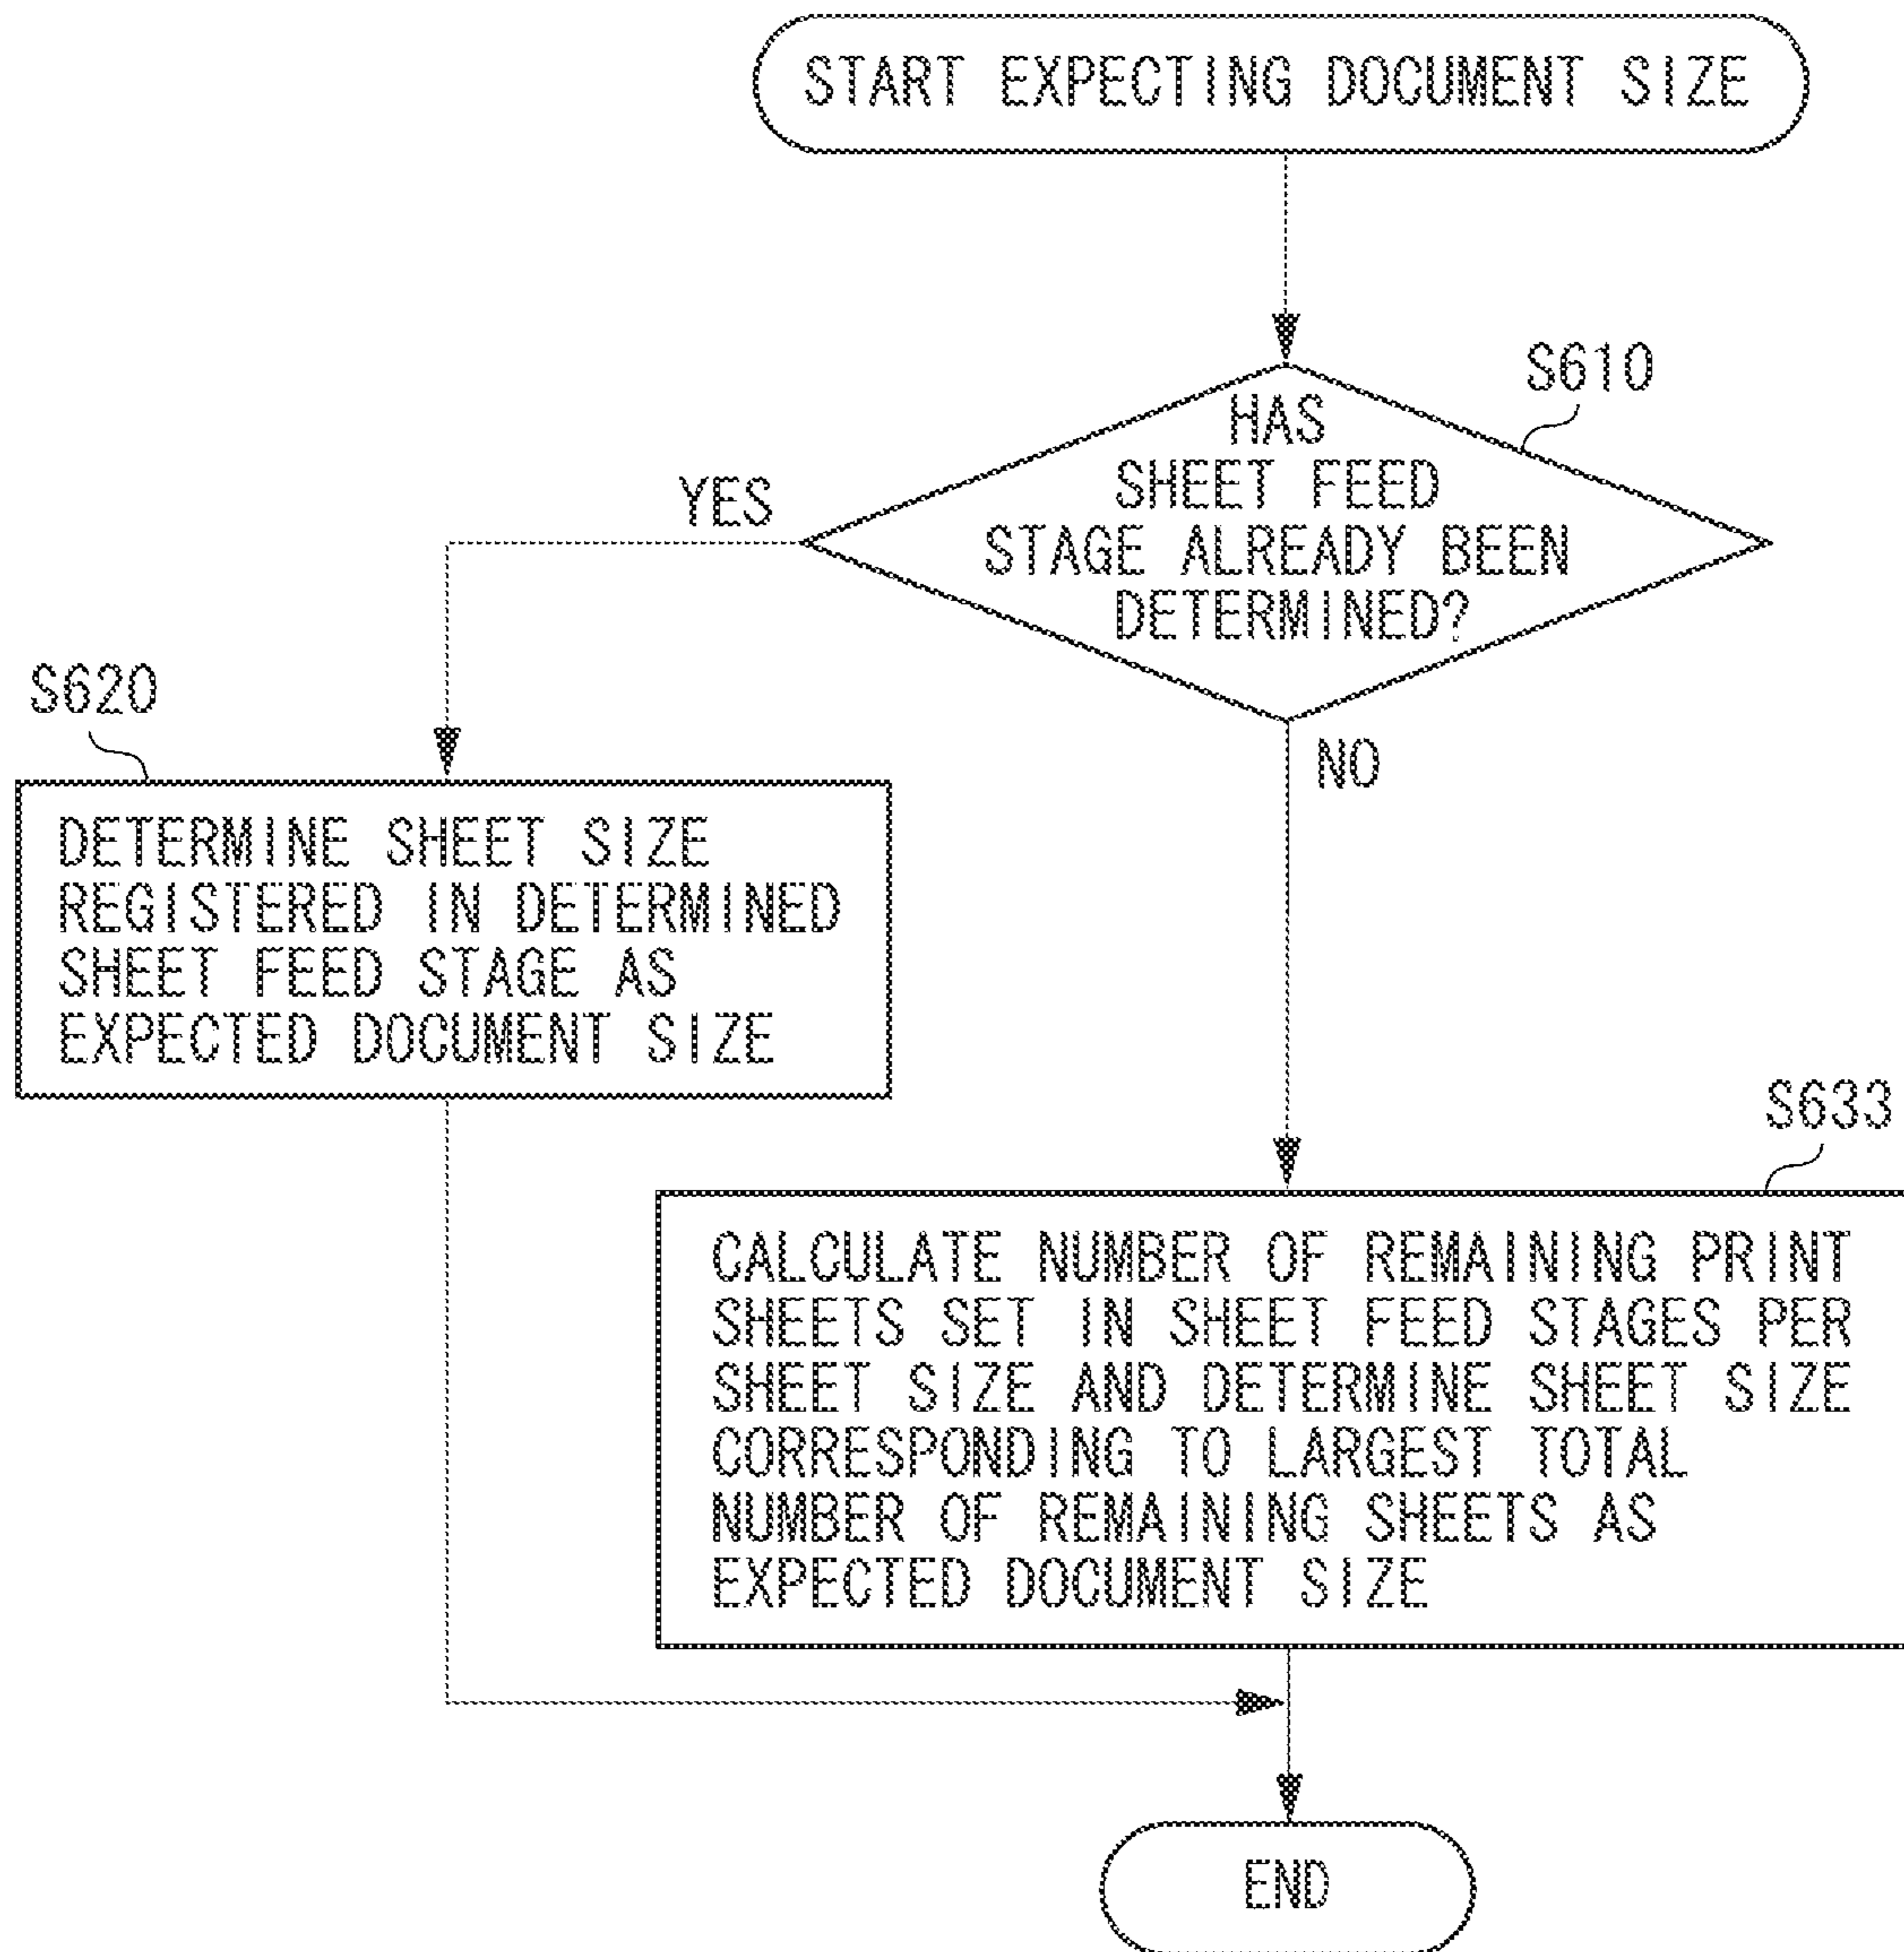 START EXPECTING DOCUMENT SIZE
S610
HAS
SHEET FEED
STAGE ALREADY BEEN
DETERMINED?
YES
NO
S620
DETERMINE SHEET SIZE
REGISTERED IN DETERMINED
SHEET FEED STAGE AS
EXPECTED DOCUMENT SIZE
S633
CALCULATE NUMBER OF REMAINING PRINT
SHEETS SET IN SHEET FEED STAGES PER
SHEET SIZE AND DETERMINE SHEET SIZE
CORRESPONDING TO LARGEST TOTAL
NUMBER OF REMAINING SHEETS AS
EXPECTED DOCUMENT SIZE
END